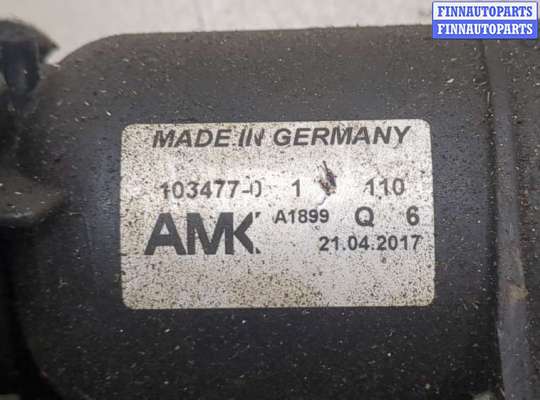 FINNAUTOPARTS
FINNAUTOPARTS
MADE IN GERMANY
103477-0 1 110
AMK A1899 Q 6
21.04.2017